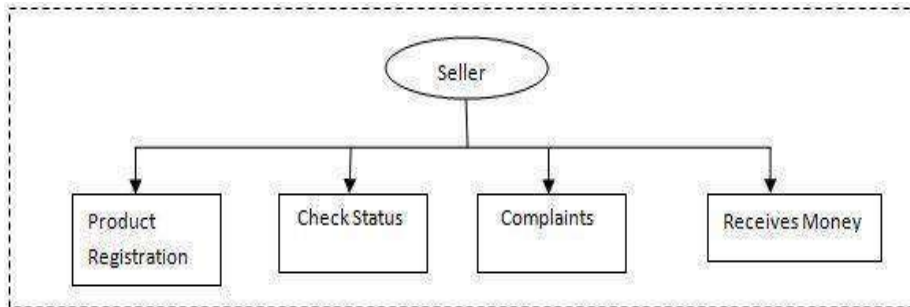 Seller
Product
Registration
Check Status
Complaints
Receives Money